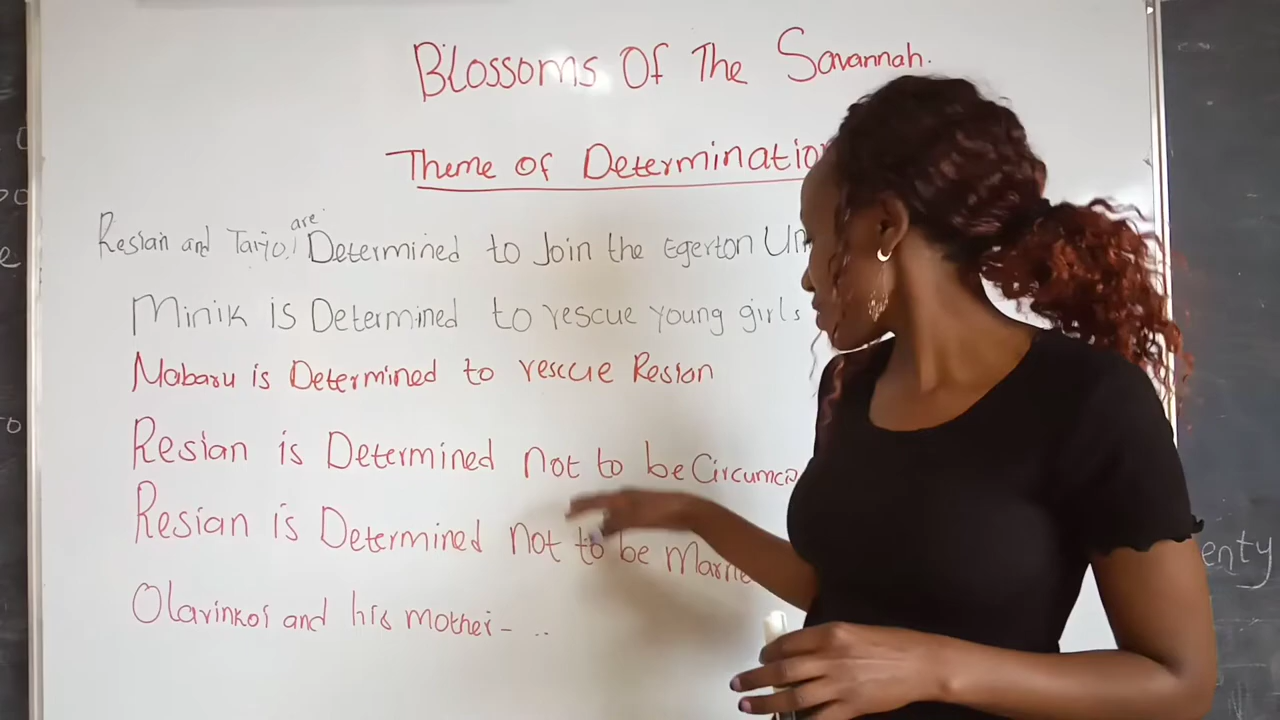 Blossoms Of The Savannah.
Theme of Determination
Resian and Taiyo are Determined to Join the Egerton Un
Minik is Determined to rescue young girls
Mabaru is Determined to rescue Resian
Resian is Determined not to be Circumci
Resian is Determined not to be Marrie
Olarinkoi and his mother - ..
enty